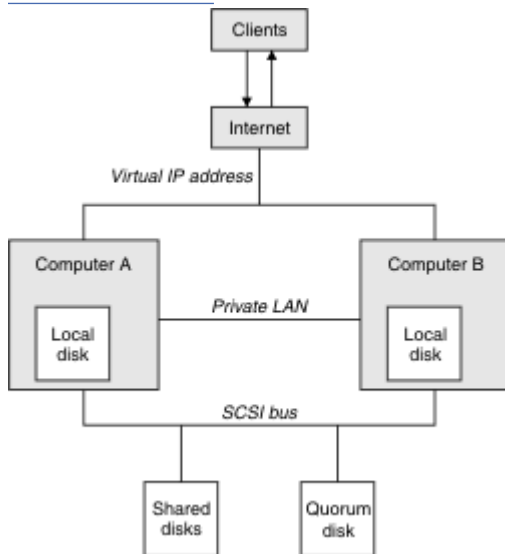 Clients
Internet
Virtual IP address
Computer A
Computer B
Private LAN
Local
disk
Local
disk
SCSI bus
Shared
disks
Quorum
disk